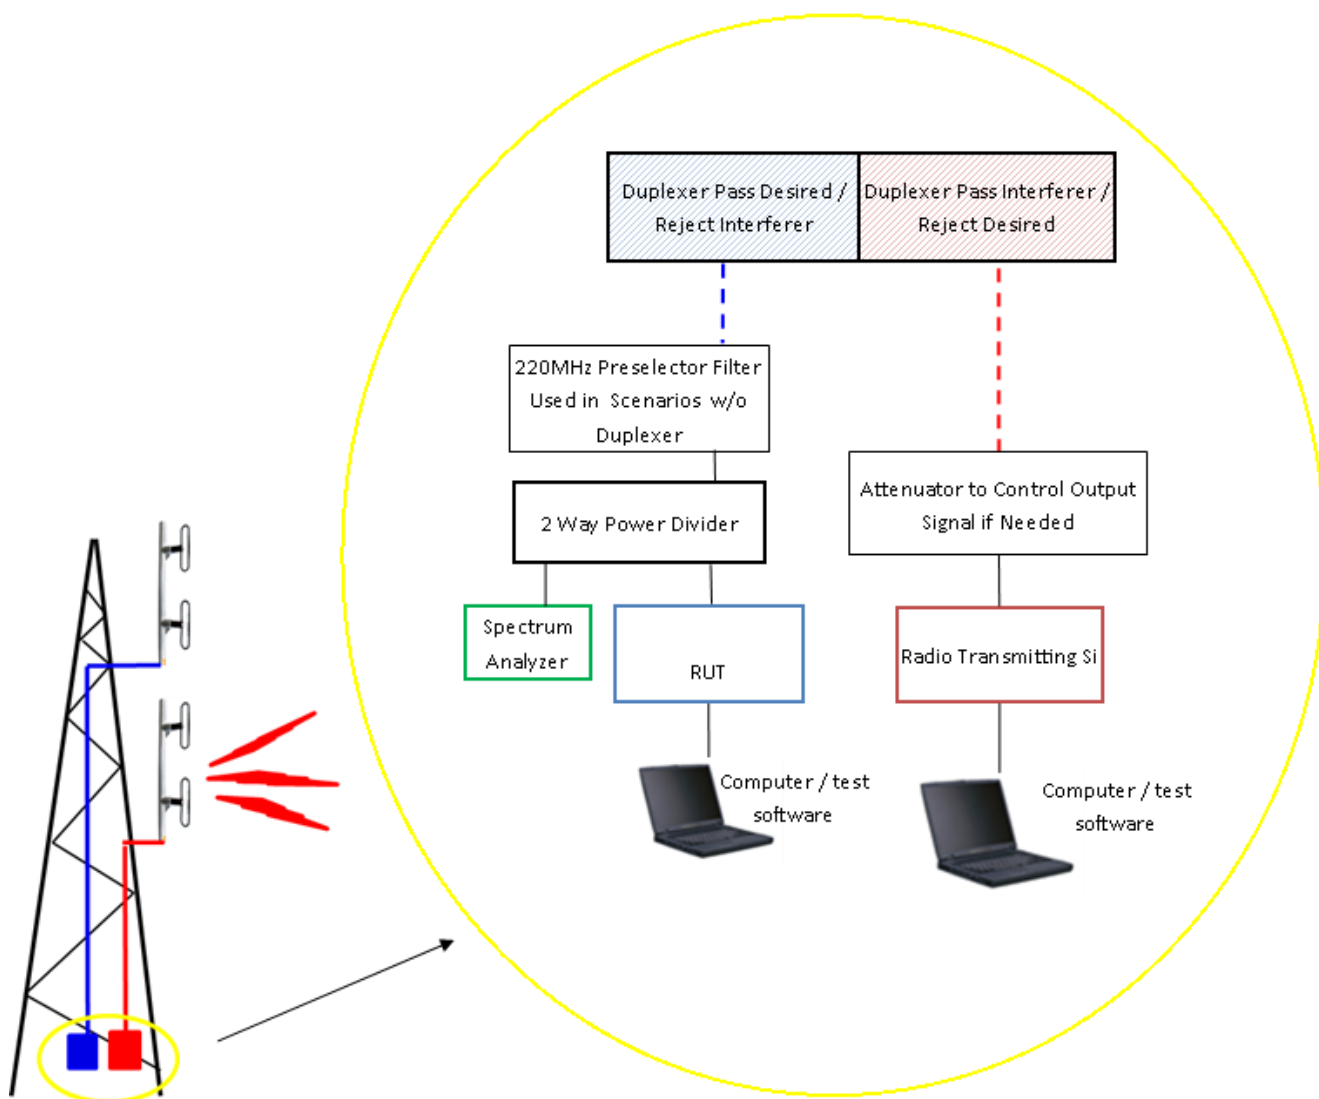 Duplexer Pass Desired /
Reject Interferer
Duplexer Pass Interferer /
Reject Desired
220MHz Preselector Filter
Used in Scenarios w/o
Duplexer
2 Way Power Divider
Attenuator to Control Output
Signal if Needed
Spectrum
Analyzer
RUT
Radio Transmitting Si
Computer / test
software
Computer / test
software